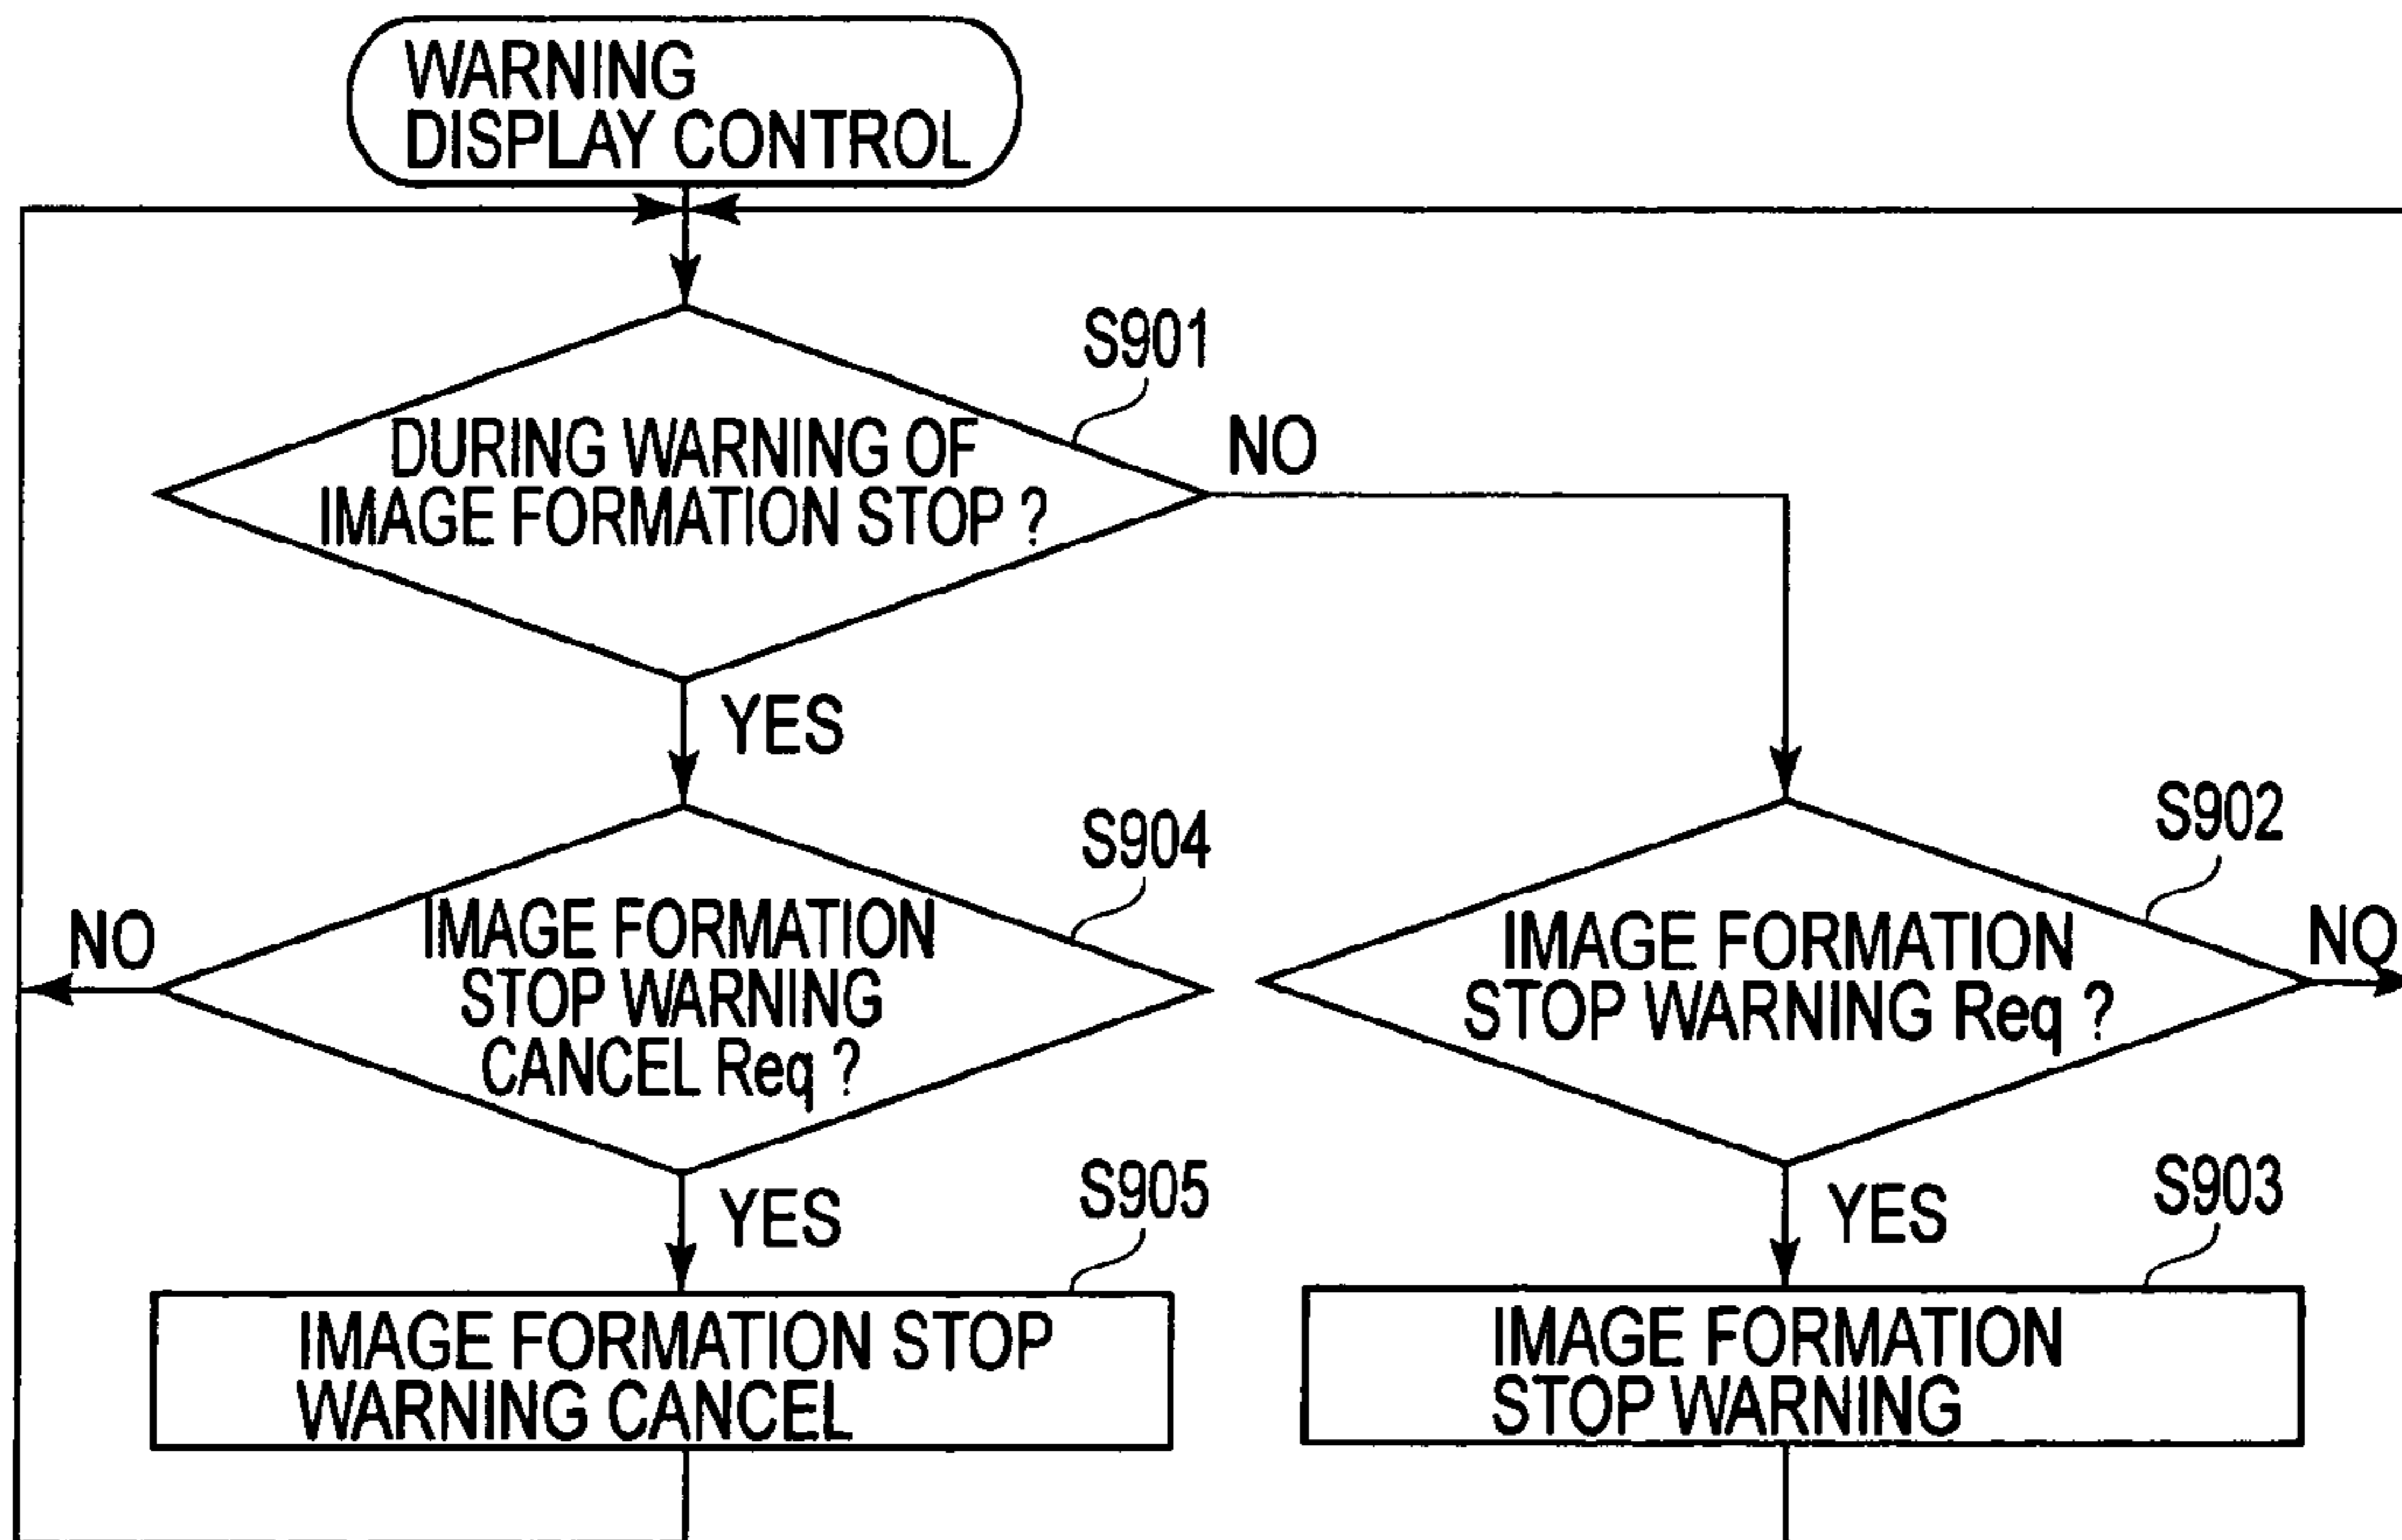 WARNING
DISPLAY CONTROL
S901
DURING WARNING OF
IMAGE FORMATION STOP ?
NO
YES
S904
IMAGE FORMATION
STOP WARNING
CANCEL Req ?
NO
YES
S902
IMAGE FORMATION
STOP WARNING Req ?
NO
YES
S905
IMAGE FORMATION STOP
WARNING CANCEL
S903
IMAGE FORMATION
STOP WARNING